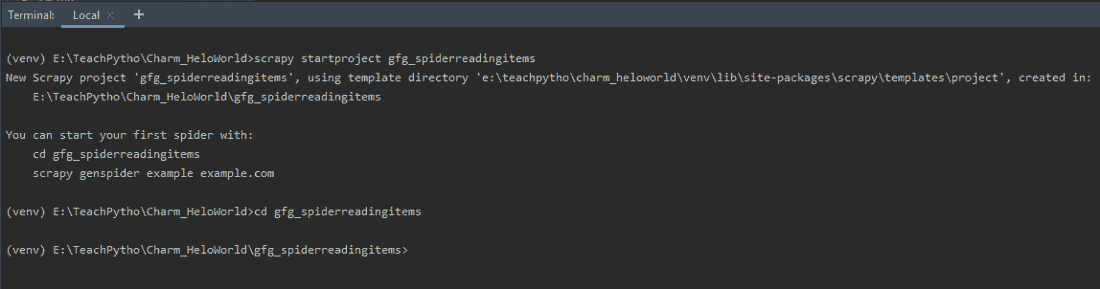 Terminal: Local × +
(venv) E:\TeachPytho\Charm_HeloWorld>scrapy startproject gfg_spiderreadingitems
New Scrapy project 'gfg_spiderreadingitems', using template directory 'e:\teachpytho\charm_heloworld\venv\lib\site-packages\scrapy\templates\project', created in:
    E:\TeachPytho\Charm_HeloWorld\gfg_spiderreadingitems
You can start your first spider with:
    cd gfg_spiderreadingitems
    scrapy genspider example example.com
(venv) E:\TeachPytho\Charm_HeloWorld>cd gfg_spiderreadingitems
(venv) E:\TeachPytho\Charm_HeloWorld\gfg_spiderreadingitems>